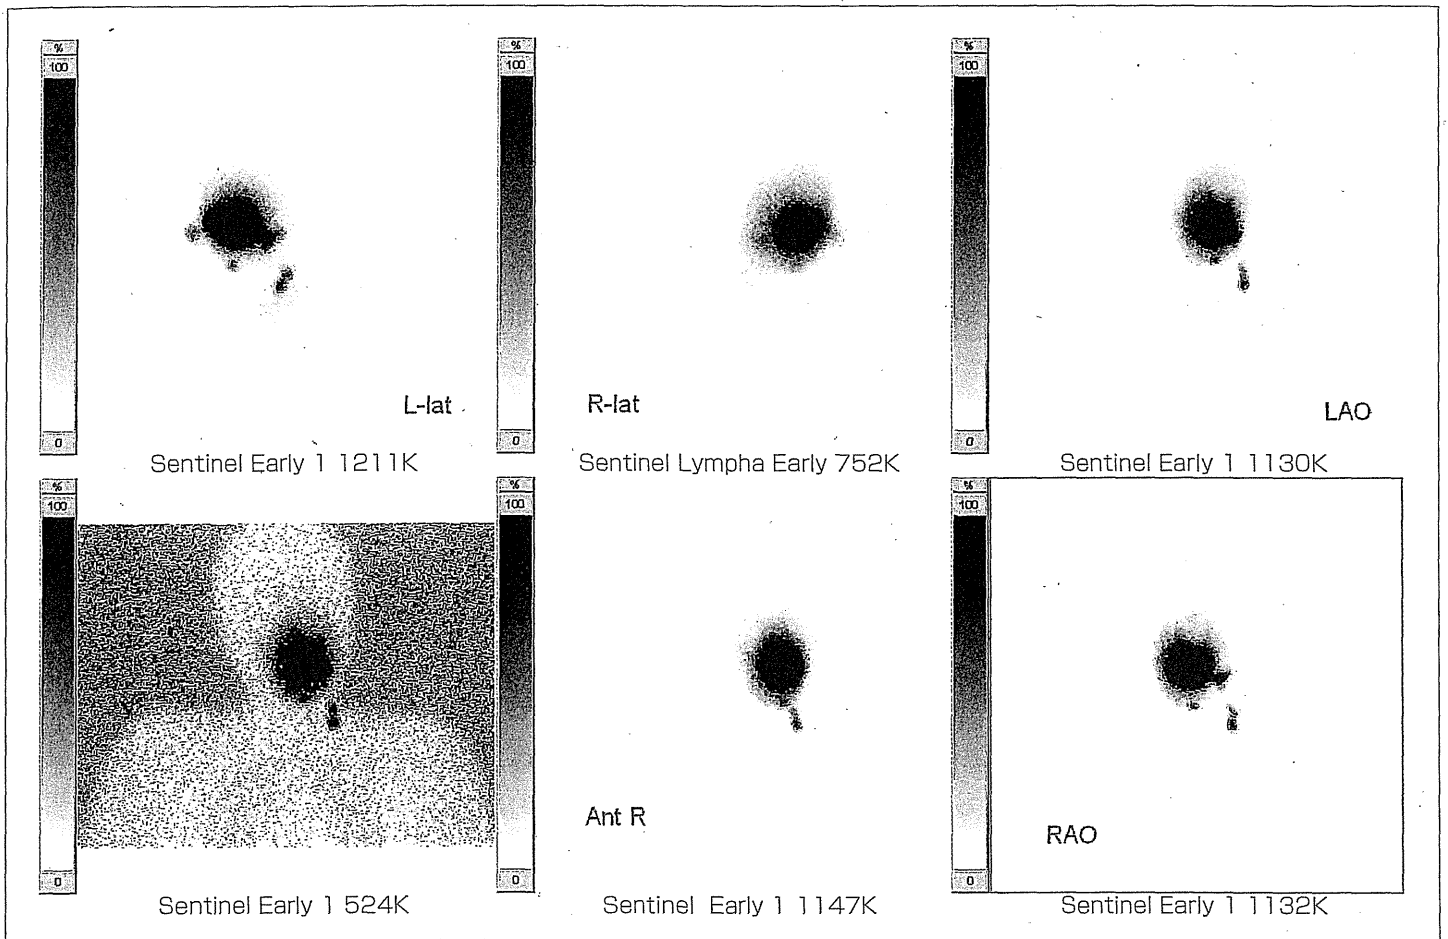 %
100
0
L-lat
Sentinel Early 1 1211K
%
100
0
R-lat
Sentinel Lympha Early 752K
%
100
0
LAO
Sentinel Early 1 1130K
%
100
0
Sentinel Early 1 524K
%
100
0
Ant R
Sentinel Early 1 1147K
%
100
0
RAO
Sentinel Early 1 1132K